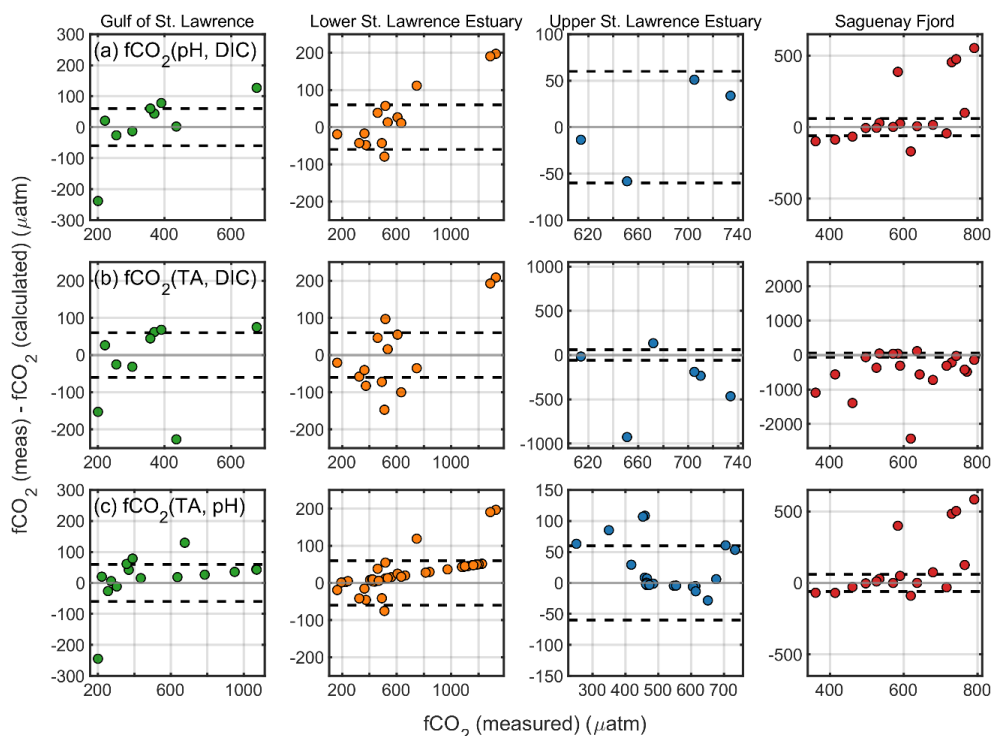 Gulf of St. Lawrence
Lower St. Lawrence Estuary
Upper St. Lawrence Estuary
Saguenay Fjord
(a) fCO₂(pH, DIC)
300
200
100
0
-100
-200
-300
200 400 600
200
100
0
-100
-200
200 600 1000
100
50
0
-50
-100
620 660 700 740
500
0
-500
400 600 800
(b) fCO₂(TA, DIC)
200
100
0
-100
-200
200 400 600
200
100
0
-100
-200
200 600 1000
1000
500
0
-500
-1000
620 660 700 740
2000
1000
0
-1000
-2000
400 600 800
(c) fCO₂(TA, pH)
300
200
100
0
-100
-200
-300
200 400 600 800 1000
200
100
0
-100
-200
200 600 1000
150
100
50
0
-50
-100
-150
300 400 500 600 700
500
0
-500
400 600 800
fCO₂ (meas) - fCO₂ (calculated) (μatm)
fCO₂ (measured) (μatm)